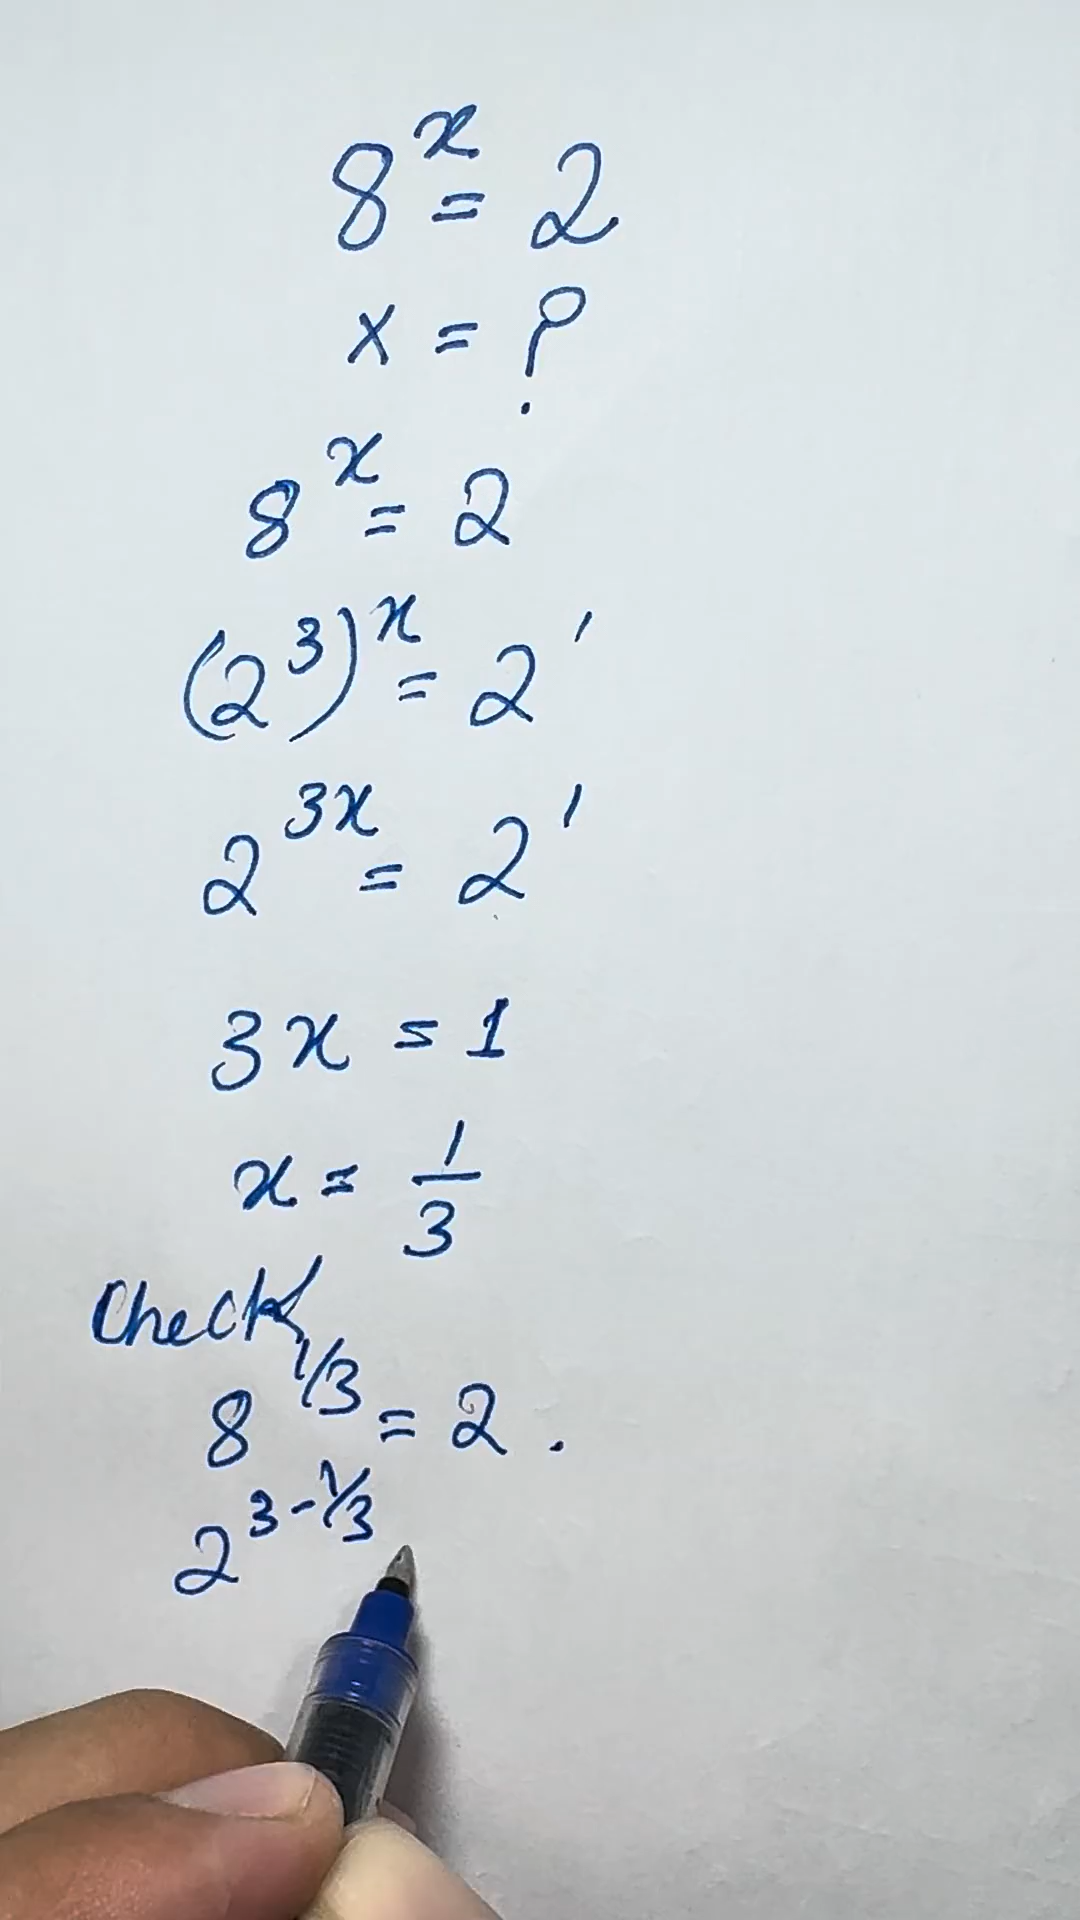 8^x = 2
x = ?
8^x = 2
(2^3)^x = 2^1
2^3x = 2^1
3x = 1
x = 1/3
Check
8^1/3 = 2.
2^3-1/3